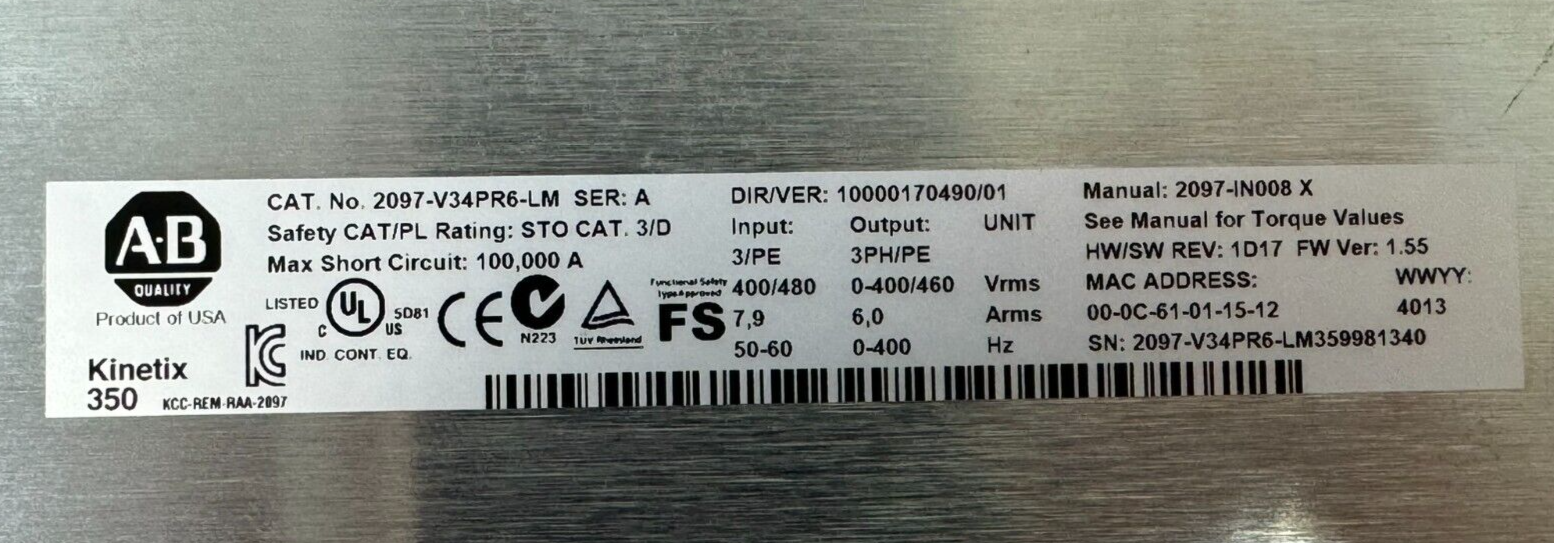 A·B
QUALITY
Product of USA
Kinetix
350
KCC-REM-RAA-2097
CAT. No. 2097-V34PR6-LM SER: A
Safety CAT/PL Rating: STO CAT. 3/D
Max Short Circuit: 100,000 A
LISTED
UL
C
US
5D81
IND. CONT. EQ.
CE
N223
TÜV Rheinland
Functional Safety
Type Approved
FS
DIR/VER: 10000170490/01
Input: Output: UNIT
3/PE 3PH/PE
400/480 0-400/460 Vrms
7,9 6,0 Arms
50-60 0-400 Hz
Manual: 2097-IN008 X
See Manual for Torque Values
HW/SW REV: 1D17 FW Ver: 1.55
MAC ADDRESS: WWYY:
00-0C-61-01-15-12 4013
SN: 2097-V34PR6-LM359981340